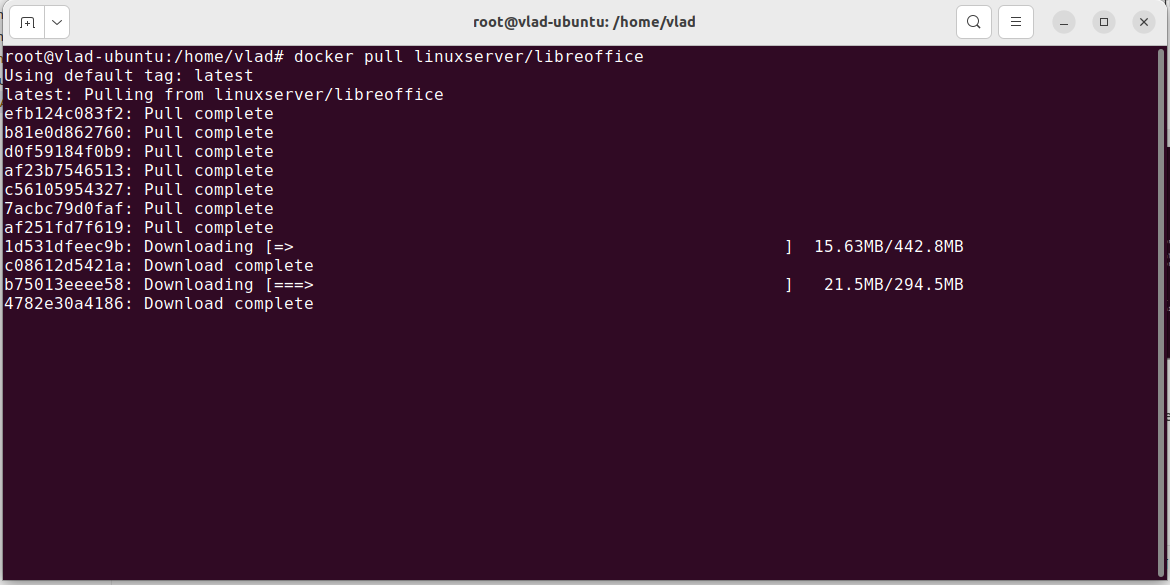 root@vlad-ubuntu: /home/vlad
root@vlad-ubuntu:/home/vlad# docker pull linuxserver/libreoffice
Using default tag: latest
latest: Pulling from linuxserver/libreoffice
efb124c083f2: Pull complete
b81e0d862760: Pull complete
d0f59184f0b9: Pull complete
af23b7546513: Pull complete
c56105954327: Pull complete
7acbc79d0faf: Pull complete
af251fd7f619: Pull complete
1d531dfeec9b: Downloading [=>                                                 ]  15.63MB/442.8MB
c08612d5421a: Download complete
b75013eeee58: Downloading [===>                                               ]   21.5MB/294.5MB
4782e30a4186: Download complete